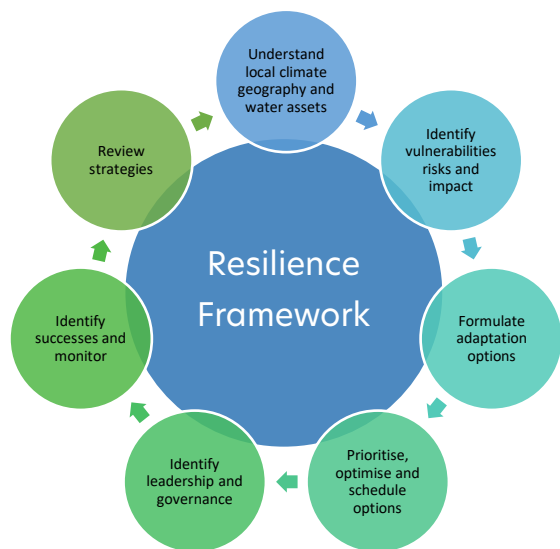 Understand
local climate
geography and
water assets
Identify
vulnerabilities
risks and
impact
Formulate
adaptation
options
Prioritise,
optimise and
schedule
options
Identify
leadership and
governance
Identify
successes and
monitor
Review
strategies
Resilience
Framework